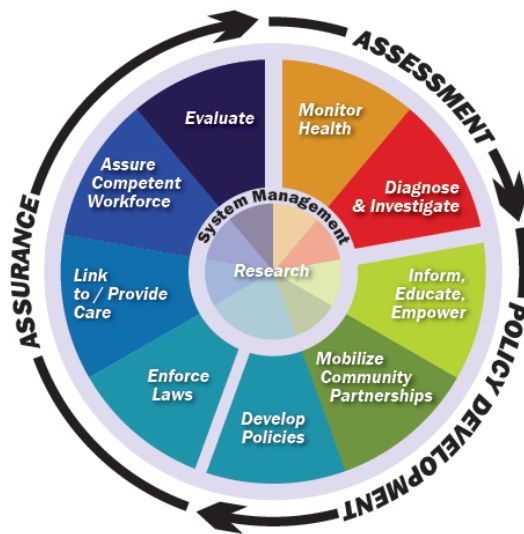 ASSESSMENT
Monitor
Health
Diagnose
& Investigate
POLICY DEVELOPMENT
Inform,
Educate,
Empower
Mobilize
Community
Partnerships
Develop
Policies
ASSURANCE
Enforce
Laws
Link
to / Provide
Care
Assure
Competent
Workforce
Evaluate
System Management
Research